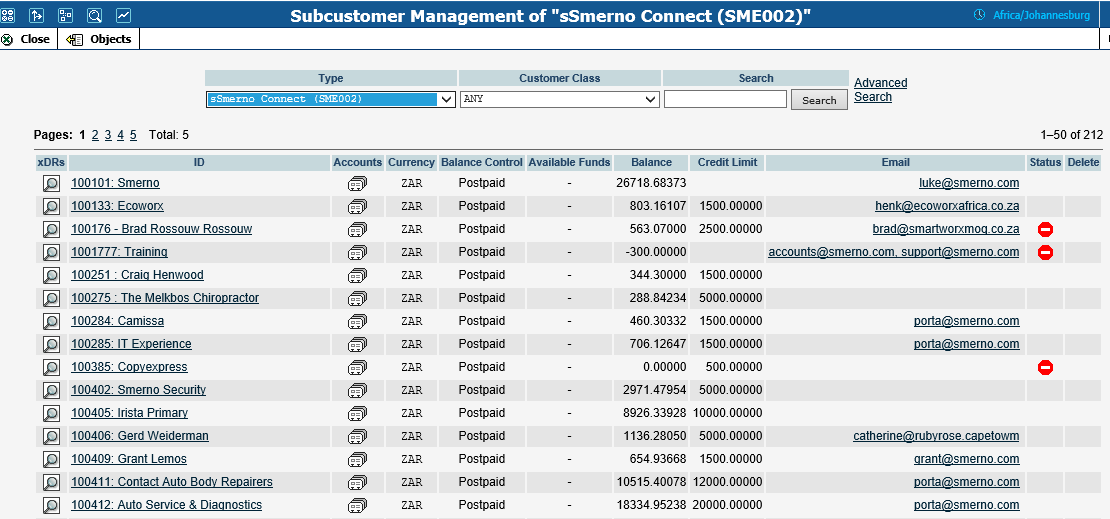 Subcustomer Management of "sSmerno Connect (SME002)"
Africa/Johannesburg
Close Objects
Type Customer Class Search
sSmerno Connect (SME002) ANY Search Advanced Search
Pages: 1 2 3 4 5 Total: 5 1–50 of 212
xDRs ID Accounts Currency Balance Control Available Funds Balance Credit Limit Email Status Delete
100101: Smerno ZAR Postpaid - 26718.68373 luke@smerno.com
100133: Ecoworx ZAR Postpaid - 803.16107 1500.00000 henk@ecoworxafrica.co.za
100176 - Brad Rossouw Rossouw ZAR Postpaid - 563.07000 2500.00000 brad@smartworxmoq.co.za
1001777: Training ZAR Postpaid - -300.00000 accounts@smerno.com, support@smerno.com
100251 : Craig Henwood ZAR Postpaid - 344.30000 1500.00000
100275 : The Melkbos Chiropractor ZAR Postpaid - 288.84234 5000.00000
100284: Camissa ZAR Postpaid - 460.30332 1500.00000 porta@smerno.com
100285: IT Experience ZAR Postpaid - 706.12647 1500.00000 porta@smerno.com
100385: Copyexpress ZAR Postpaid - 0.00000 500.00000
100402: Smerno Security ZAR Postpaid - 2971.47954 5000.00000
100405: Irista Primary ZAR Postpaid - 8926.33928 10000.00000
100406: Gerd Weiderman ZAR Postpaid - 1136.28050 5000.00000 catherine@rubyrose.capetowm
100409: Grant Lemos ZAR Postpaid - 654.93668 1500.00000 grant@smerno.com
100411: Contact Auto Body Repairers ZAR Postpaid - 10515.40078 12000.00000 porta@smerno.com
100412: Auto Service & Diagnostics ZAR Postpaid - 18334.95238 20000.00000 porta@smerno.com